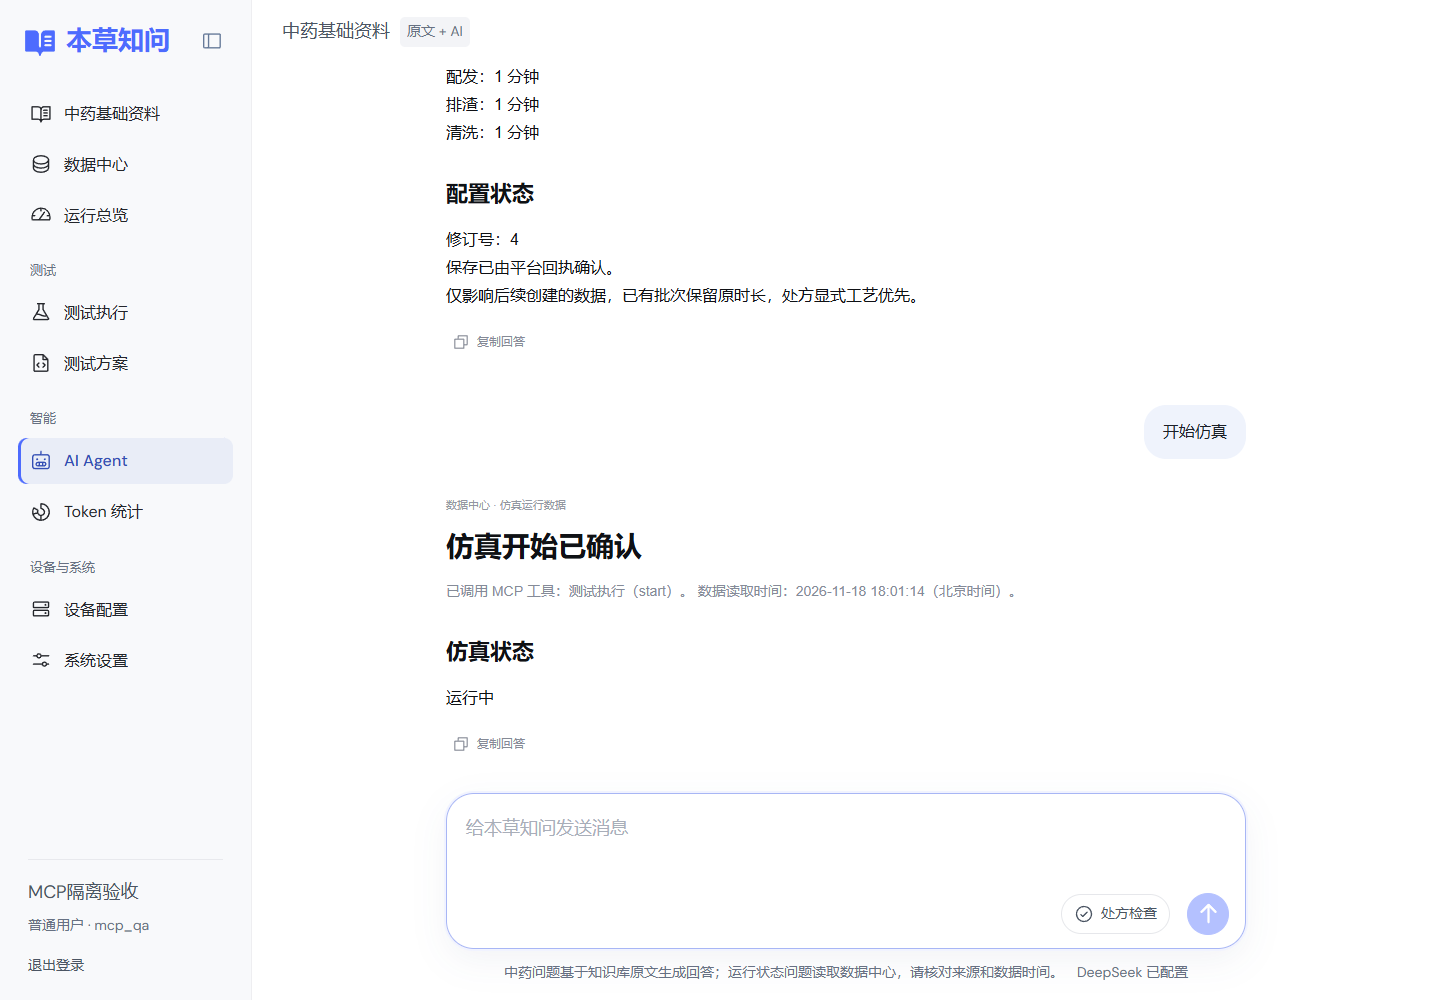 本草知问
中药基础资料
数据中心
运行总览
测试
测试执行
测试方案
智能
AI Agent
Token 统计
设备与系统
设备配置
系统设置
MCP隔离验收
普通用户 · mcp_qa
退出登录
中药基础资料 原文 + AI
配发：1 分钟
排渣：1 分钟
清洗：1 分钟
配置状态
修订号：4
保存已由平台回执确认。
仅影响后续创建的数据，已有批次保留原时长，处方显式工艺优先。
复制回答
开始仿真
数据中心 · 仿真运行数据
仿真开始已确认
已调用 MCP 工具：测试执行（start）。 数据读取时间：2026-11-18 18:01:14（北京时间）。
仿真状态
运行中
复制回答
给本草知问发送消息
处方检查
中药问题基于知识库原文生成回答；运行状态问题读取数据中心，请核对来源和数据时间。 DeepSeek 已配置